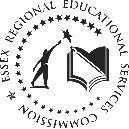 ESSEX REGIONAL EDUCATIONAL SERVICES COMMISSION